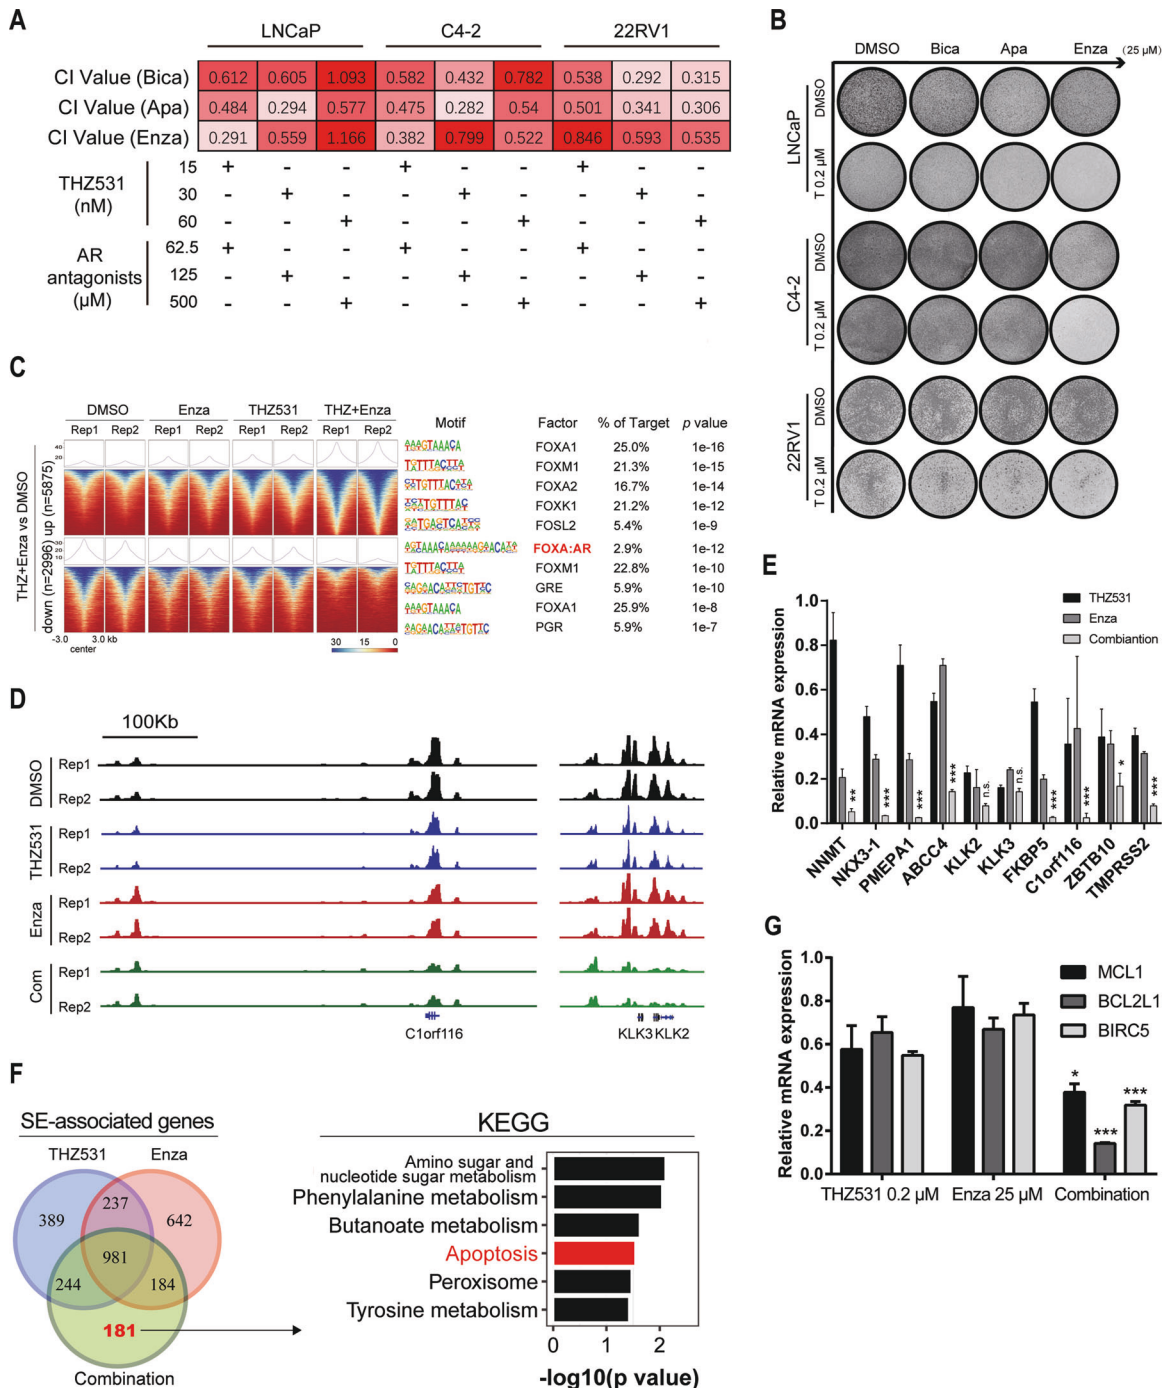 A
LNCaP C4-2 22RV1
CI Value (Bica) 0.612 0.605 1.093 0.582 0.432 0.782 0.538 0.292 0.315
CI Value (Apa) 0.484 0.294 0.577 0.475 0.282 0.54 0.501 0.341 0.306
CI Value (Enza) 0.291 0.559 1.166 0.382 0.799 0.522 0.846 0.593 0.535
THZ531 (nM)
15 + - - + - - + - -
30 - + - - + - - + -
60 - - + - - + - - +
AR antagonists (µM)
62.5 + - - + - - + - -
125 - + - - + - - + -
500 - - + - - + - - +
B
DMSO Bica Apa Enza (25 µM)
LNCaP
DMSO
T 0.2 µM
C4-2
DMSO
T 0.2 µM
22RV1
DMSO
T 0.2 µM
C
DMSO Enza THZ531 THZ+Enza
Rep1 Rep2 Rep1 Rep2 Rep1 Rep2 Rep1 Rep2
THZ+Enza vs DMSO
up (n=5875)
down (n=2996)
40
20
30
20
10
-3.0 3.0 kb
center
30 15 0
Motif Factor % of Target p value
FOXA1 25.0% 1e-16
FOXM1 21.3% 1e-15
FOXA2 16.7% 1e-14
FOXK1 21.2% 1e-12
FOSL2 5.4% 1e-9
FOXA:AR 2.9% 1e-12
FOXM1 22.8% 1e-10
GRE 5.9% 1e-10
FOXA1 25.9% 1e-8
PGR 5.9% 1e-7
D
100Kb
DMSO
Rep1
Rep2
THZ531
Rep1
Rep2
Enza
Rep1
Rep2
Com
Rep1
Rep2
C1orf116 KLK3 KLK2
E
Relative mRNA expression
1.0
0.8
0.6
0.4
0.2
0.0
THZ531
Enza
Combiantion
** *** *** *** n.s. n.s. *** *** * ***
NNMT NKX3-1 PMEPA1 ABCC4 KLK2 KLK3 FKBP5 C1orf116 ZBTB10 TMPRSS2
F
SE-associated genes
THZ531 Enza
389 237 642
981
244 184
181
Combination
KEGG
Amino sugar and
nucleotide sugar metabolism
Phenylalanine metabolism
Butanoate metabolism
Apoptosis
Peroxisome
Tyrosine metabolism
0 1 2
-log10(p value)
G
Relative mRNA expression
1.0
0.8
0.6
0.4
0.2
0.0
MCL1
BCL2L1
BIRC5
* *** ***
THZ531 0.2 µM Enza 25 µM Combination